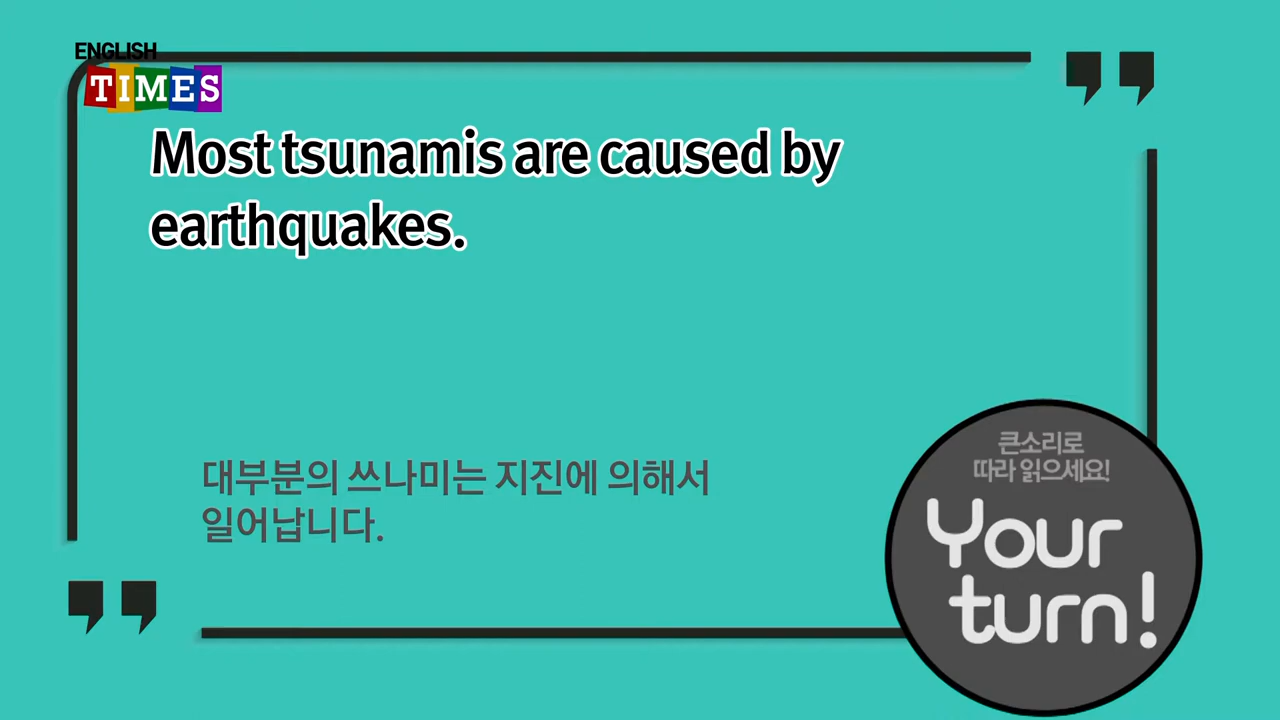 ENGLISH
TIMES
Most tsunamis are caused by
earthquakes.
대부분의 쓰나미는 지진에 의해서
일어납니다.
큰소리로
따라 읽으세요!
Your
turn!